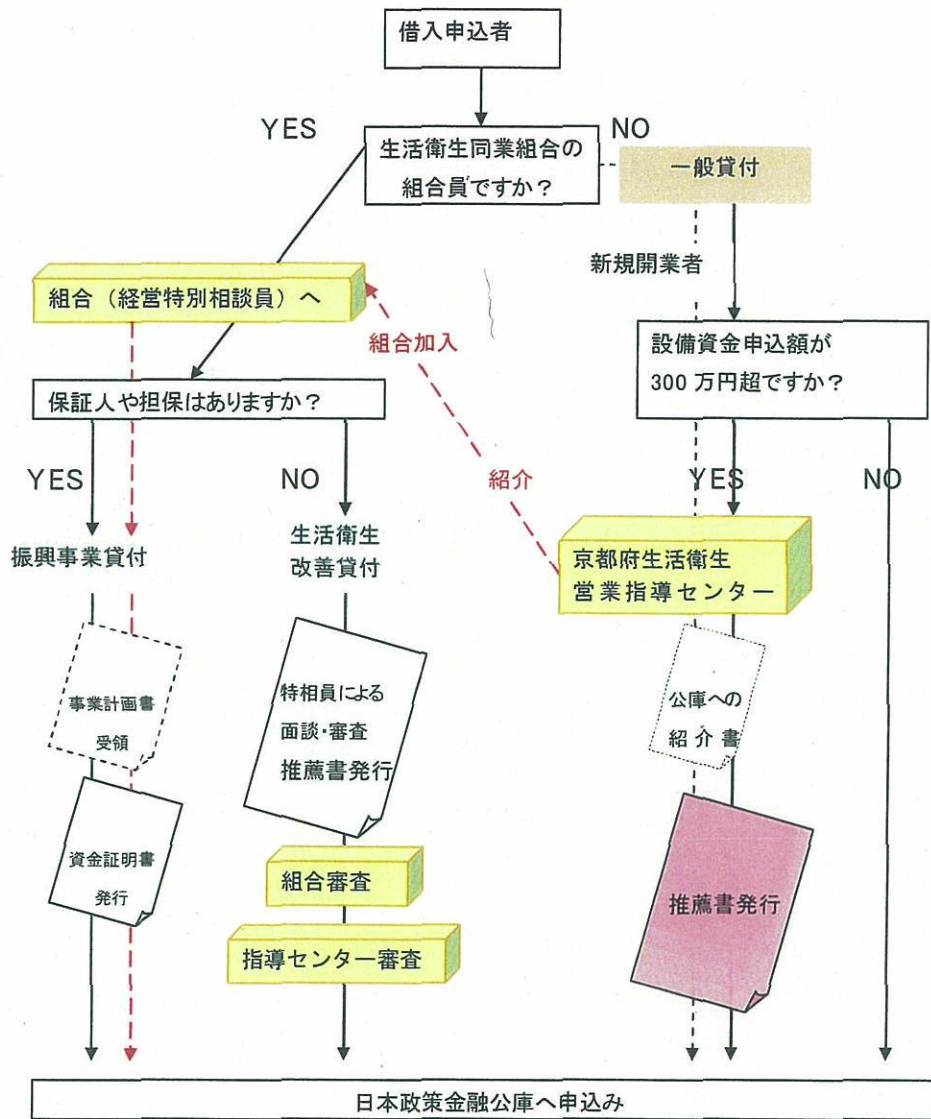 借入申込者
YES
NO
生活衛生同業組合の
組合員ですか？
一般貸付
新規開業者
組合（経営特別相談員）へ
組合加入
設備資金申込額が
300 万円超ですか？
保証人や担保はありますか？
YES
NO
紹介
YES
NO
振興事業貸付
生活衛生
改善貸付
京都府生活衛生
営業指導センター
事業計画書
受領
特相員による
面談・審査
推薦書発行
公庫への
紹介書
資金証明書
発行
組合審査
推薦書発行
指導センター審査
日本政策金融公庫へ申込み